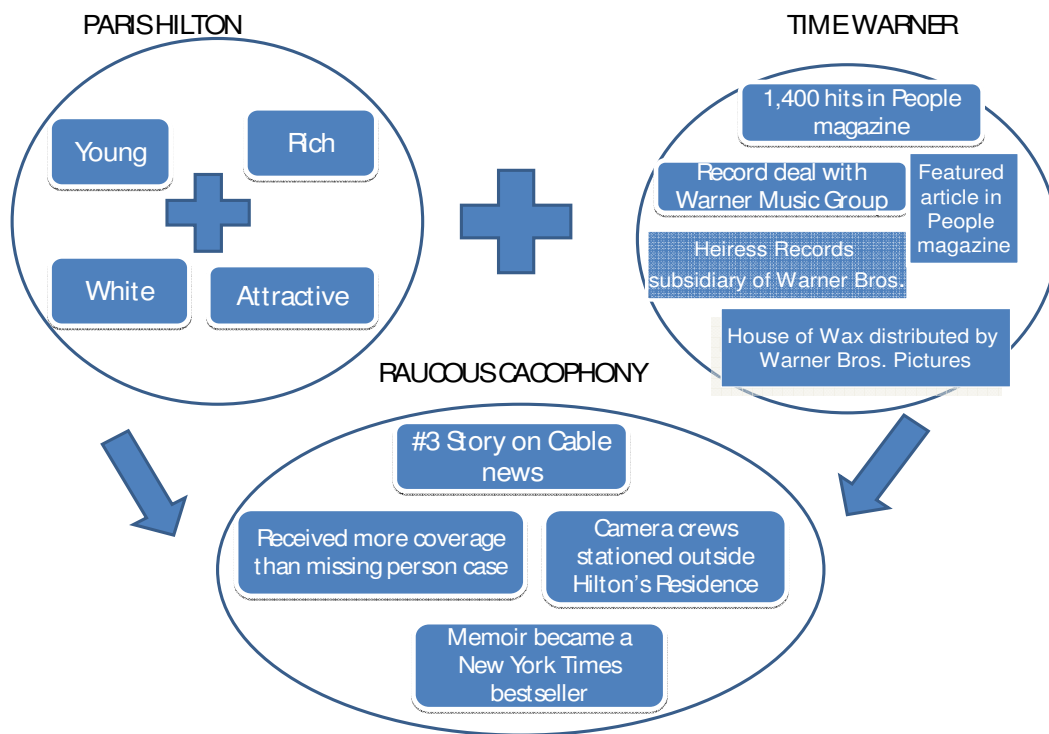 PARIS HILTON
TIME WARNER
Young
Rich
White
Attractive
1,400 hits in People
magazine
Record deal with
Warner Music Group
Featured
article in
People
magazine
Heiress Records
subsidiary of Warner Bros.
House of Wax distributed by
Warner Bros. Pictures
RAUCOUS CACOPHONY
#3 Story on Cable
news
Received more coverage
than missing person case
Camera crews
stationed outside
Hilton's Residence
Memoir became a
New York Times
bestseller